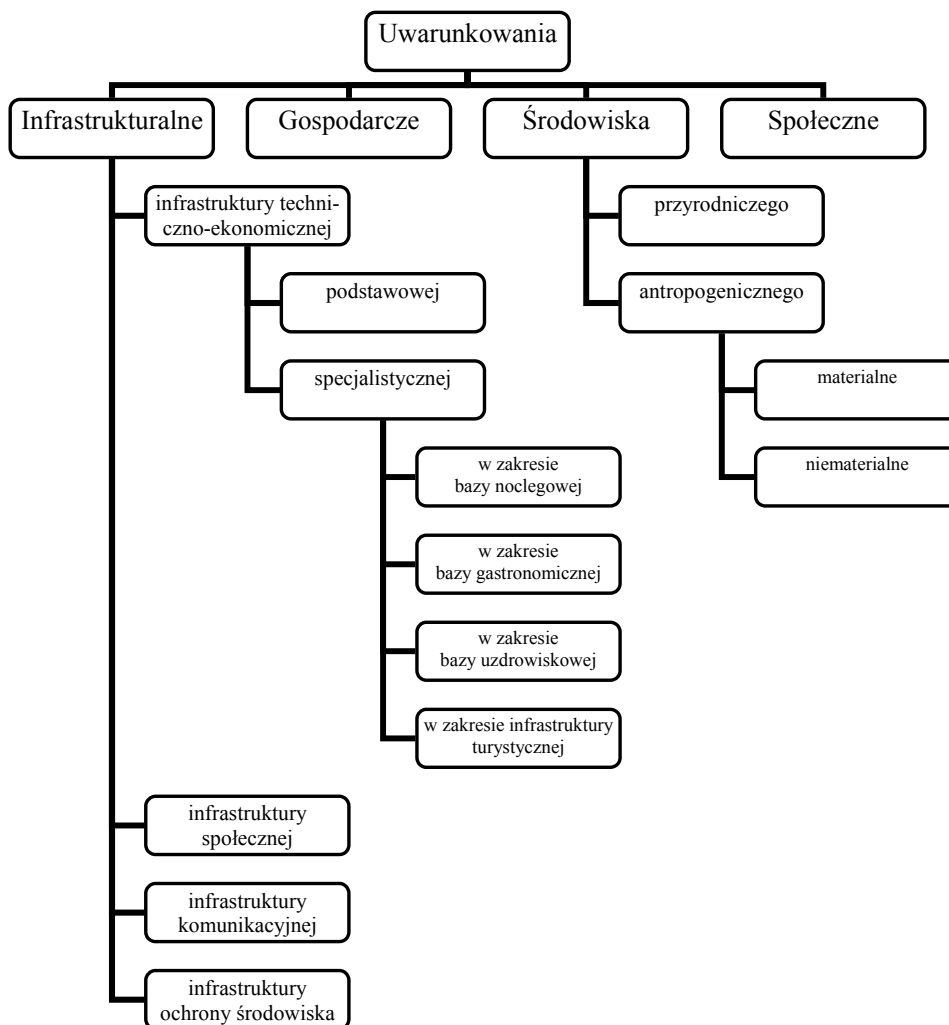 Uwarunkowania
Infrastrukturalne
Gospodarcze
Środowiska
Społeczne
infrastruktury techni-
czno-ekonomicznej
podstawowej
specjalistycznej
w zakresie
bazy noclegowej
w zakresie
bazy gastronomicznej
w zakresie
bazy uzdrowiskowej
w zakresie infrastruktury
turystycznej
infrastruktury
społecznej
infrastruktury
komunikacyjnej
infrastruktury
ochrony środowiska
przyrodniczego
antropogenicznego
materialne
niematerialne